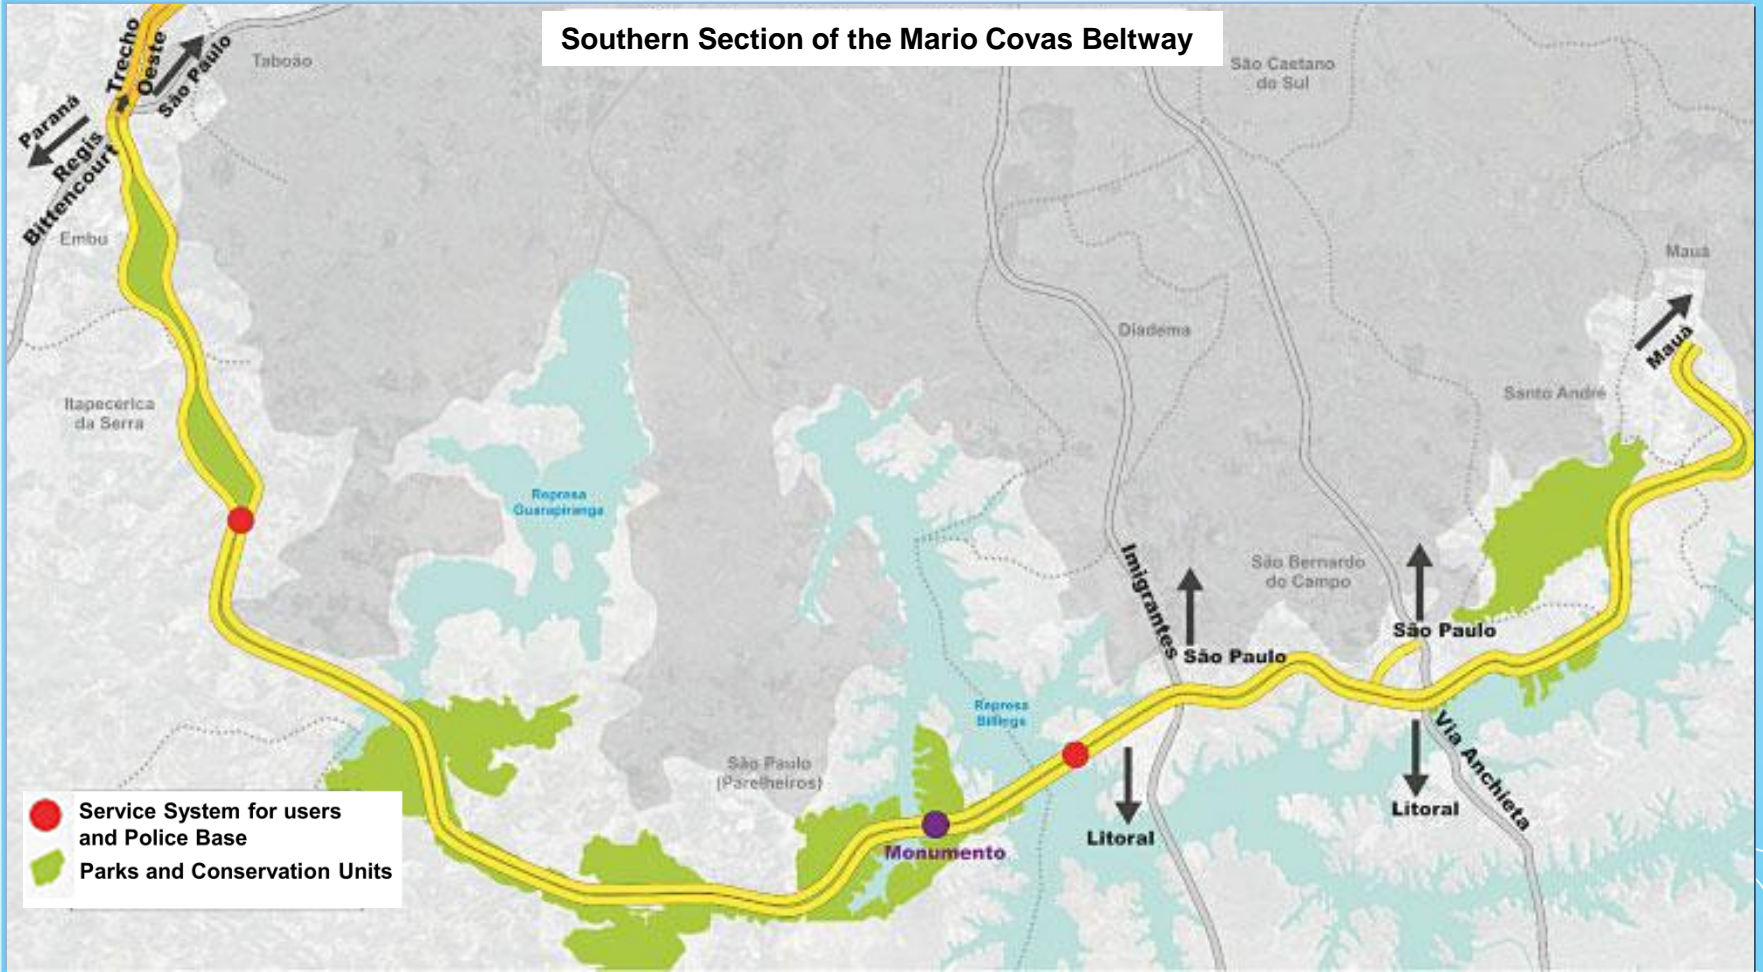 Southern Section of the Mario Covas Beltway
Trecho
Oeste
São Paulo
Taboão
São Caetano
do Sul
Paraná
Regis
Bittencourt
Embu
Mauá
Mauá
Diadema
Santo André
Itapecerica
da Serra
Represa
Guarapiranga
Imigrantes
São Bernardo
do Campo
São Paulo
São Paulo
Represa
Billings
Via Anchieta
São Paulo
(Parelheiros)
Litoral
Litoral
Monumento
Service System for users
and Police Base
Parks and Conservation Units